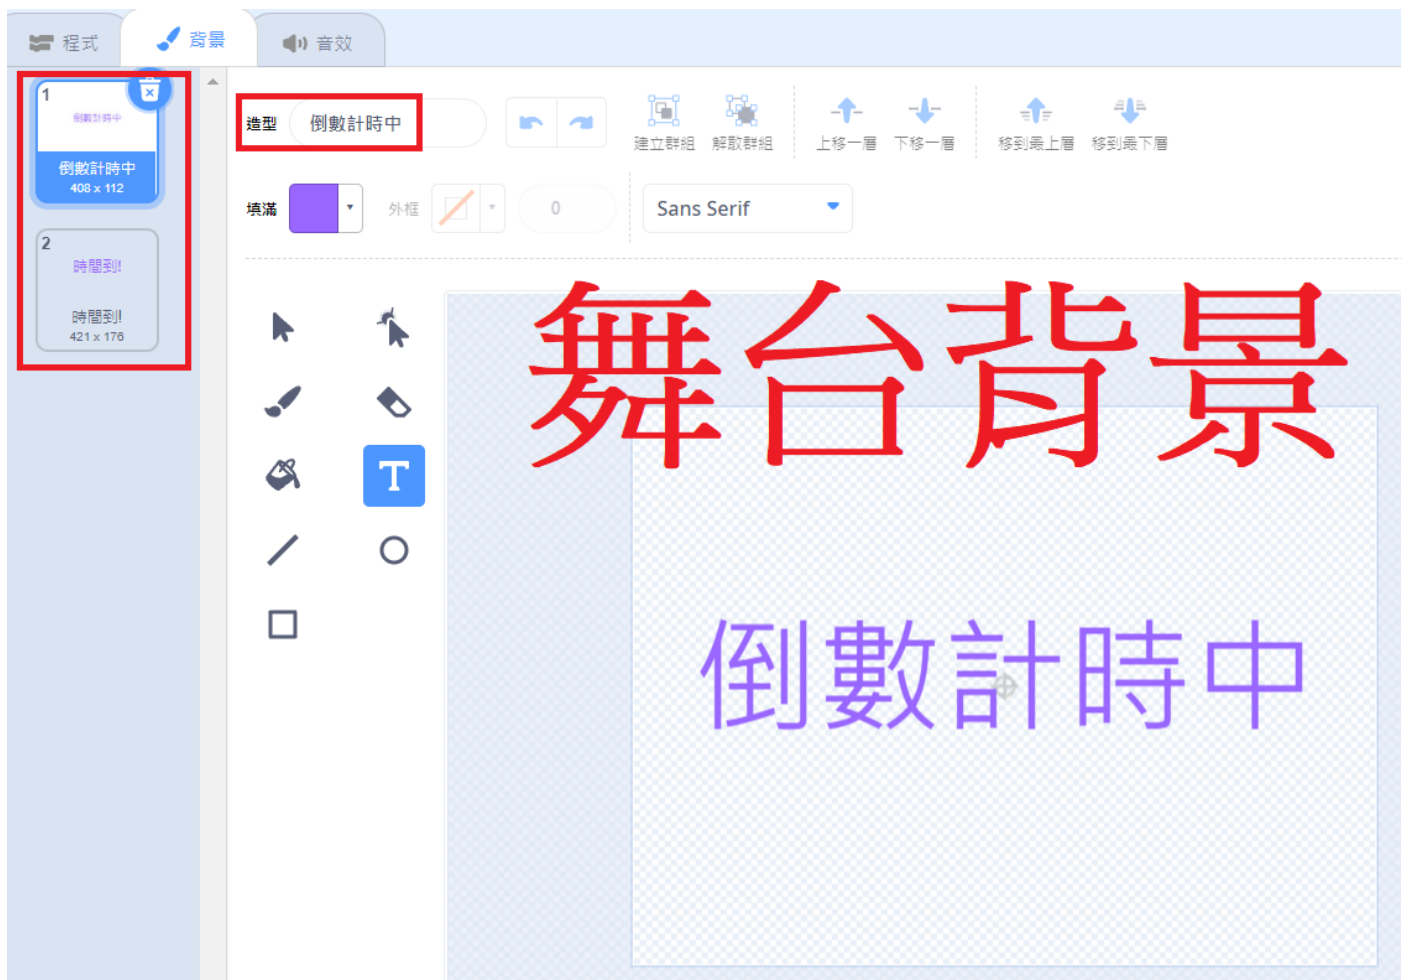 程式
背景
音效
1
倒數計時中
倒數計時中
408 x 112
2
時間到!
時間到!
421 x 176
造型
倒數計時中
建立群組
解散群組
上移一層
下移一層
移到最上層
移到最下層
填滿
外框
0
Sans Serif
T
舞台背景
倒數計時中